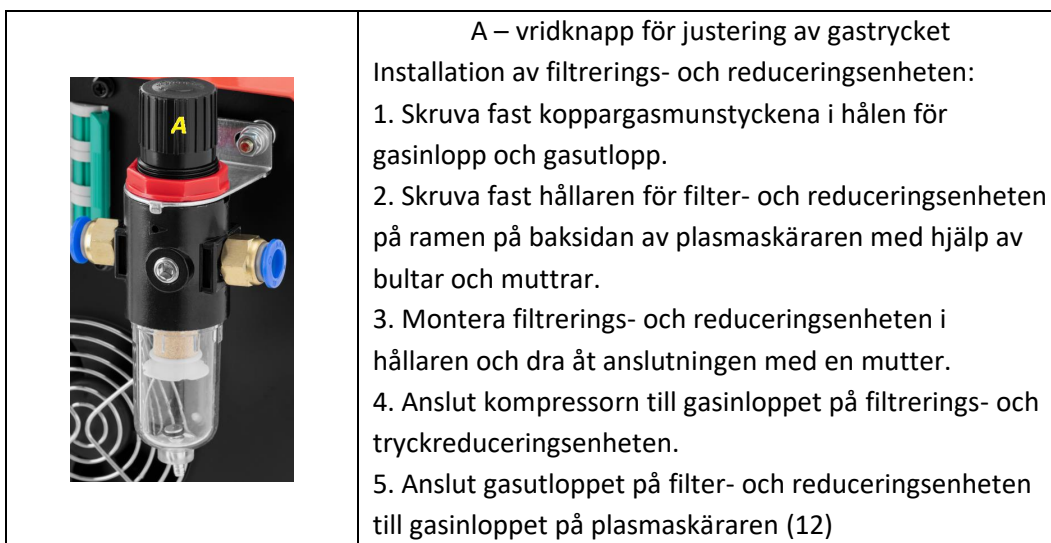 A
A – vridknapp för justering av gastrycket
Installation av filtrerings- och reduceringsenheten:
1. Skruva fast koppargasmunstyckena i hålen för
gasinlopp och gasutlopp.
2. Skruva fast hållaren för filter- och reduceringsenheten
på ramen på baksidan av plasmaskäraren med hjälp av
bultar och muttrar.
3. Montera filtrerings- och reduceringsenheten i
hållaren och dra åt anslutningen med en mutter.
4. Anslut kompressorn till gasinloppet på filtrerings- och
tryckreduceringsenheten.
5. Anslut gasutloppet på filter- och reduceringsenheten
till gasinloppet på plasmaskäraren (12)